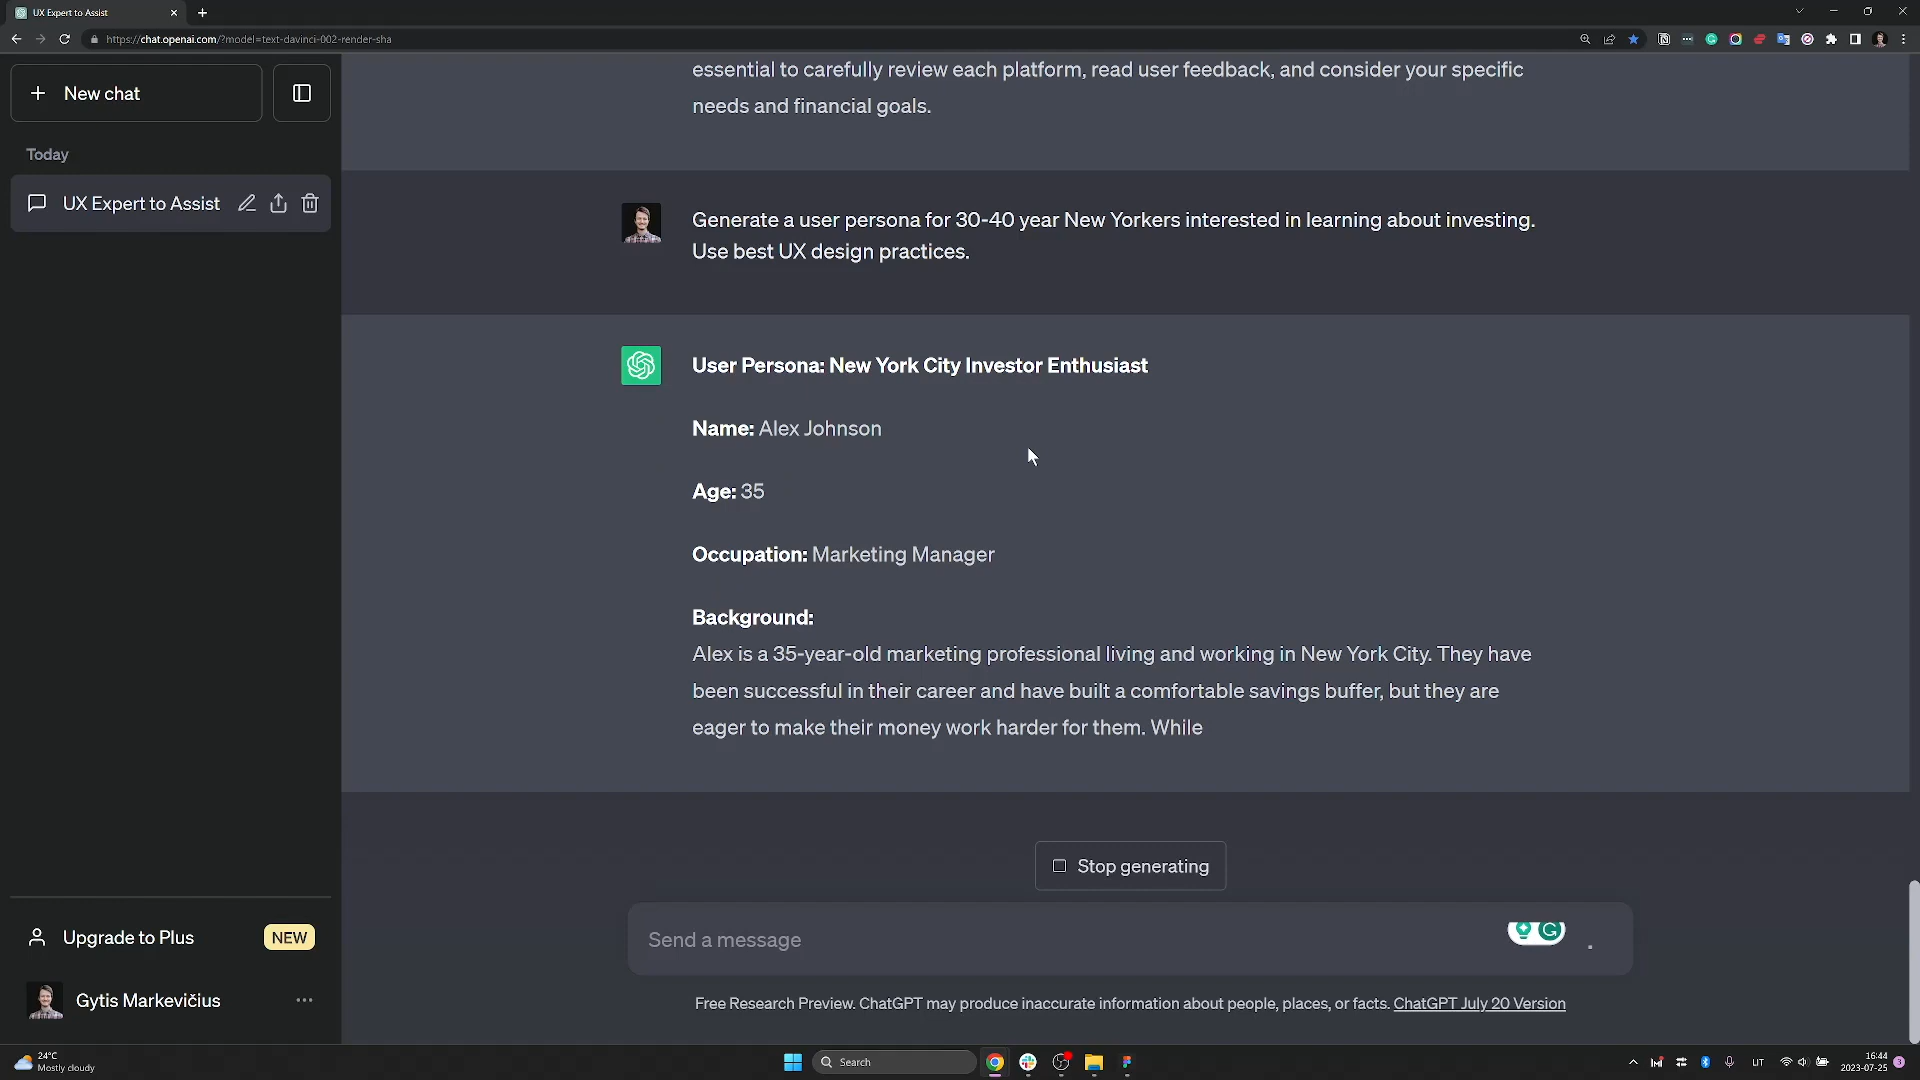 UX Expert to Assist
https://chat.openai.com/?model=text-davinci-002-render-sha
New chat
Today
UX Expert to Assist
essential to carefully review each platform, read user feedback, and consider your specific
needs and financial goals.
Generate a user persona for 30-40 year New Yorkers interested in learning about investing.
Use best UX design practices.
User Persona: New York City Investor Enthusiast
Name: Alex Johnson
Age: 35
Occupation: Marketing Manager
Background:
Alex is a 35-year-old marketing professional living and working in New York City. They have
been successful in their career and have built a comfortable savings buffer, but they are
eager to make their money work harder for them. While
Stop generating
Send a message
Free Research Preview. ChatGPT may produce inaccurate information about people, places, or facts. ChatGPT July 20 Version
Upgrade to Plus
NEW
Gytis Markevičius
24°C
Mostly cloudy
Search
LIT
16:44
2023-07-25
3